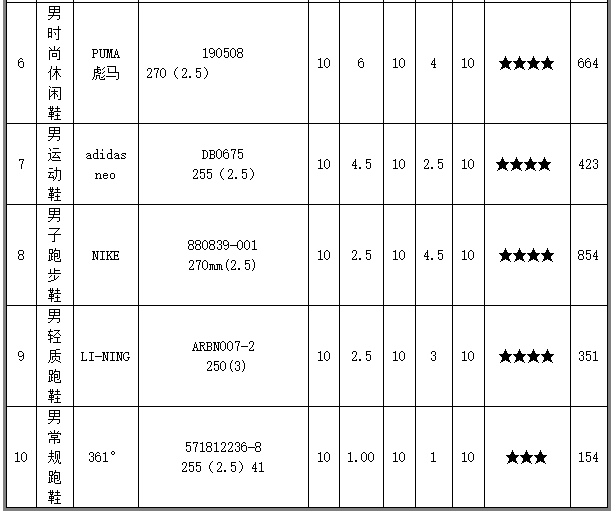 6 男时尚休闲鞋 PUMA 彪马 190508 270（2.5） 10 6 10 4 10 ★★★★ 664
7 男运动鞋 adidas neo DB0675 255（2.5） 10 4.5 10 2.5 10 ★★★★ 423
8 男子跑步鞋 NIKE 880839-001 270mm(2.5) 10 2.5 10 4.5 10 ★★★★ 854
9 男轻质跑鞋 LI-NING ARBN007-2 250(3) 10 2.5 10 3 10 ★★★★ 351
10 男常规跑鞋 361° 571812236-8 255（2.5）41 10 1.00 10 1 10 ★★★ 154